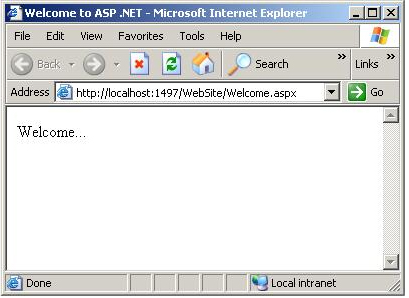 Welcome to ASP .NET - Microsoft Internet Explorer
File Edit View Favorites Tools Help
Back Search » Links »
Address http://localhost:1497/WebSite/Welcome.aspx Go
Welcome...
Done Local intranet